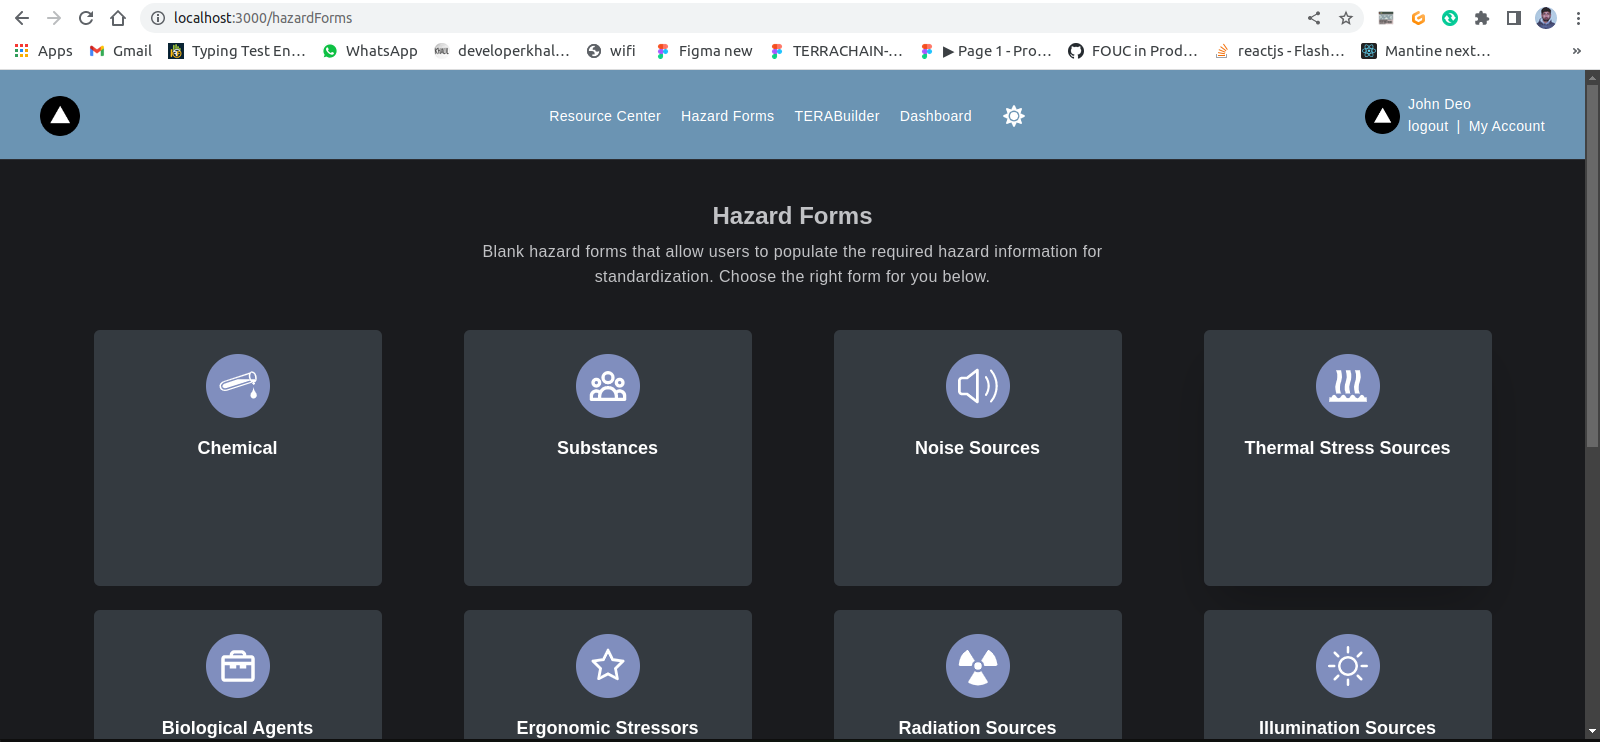 localhost:3000/hazardForms
Apps Gmail Typing Test En... WhatsApp developerkhal... wifi Figma new TERRACHAIN-... ▶ Page 1 - Pro... FOUC in Prod... reactjs - Flash... Mantine next... »
Resource Center Hazard Forms TERABuilder Dashboard
John Deo
logout | My Account
Hazard Forms
Blank hazard forms that allow users to populate the required hazard information for
standardization. Choose the right form for you below.
Chemical Substances Noise Sources Thermal Stress Sources
Biological Agents Ergonomic Stressors Radiation Sources Illumination Sources